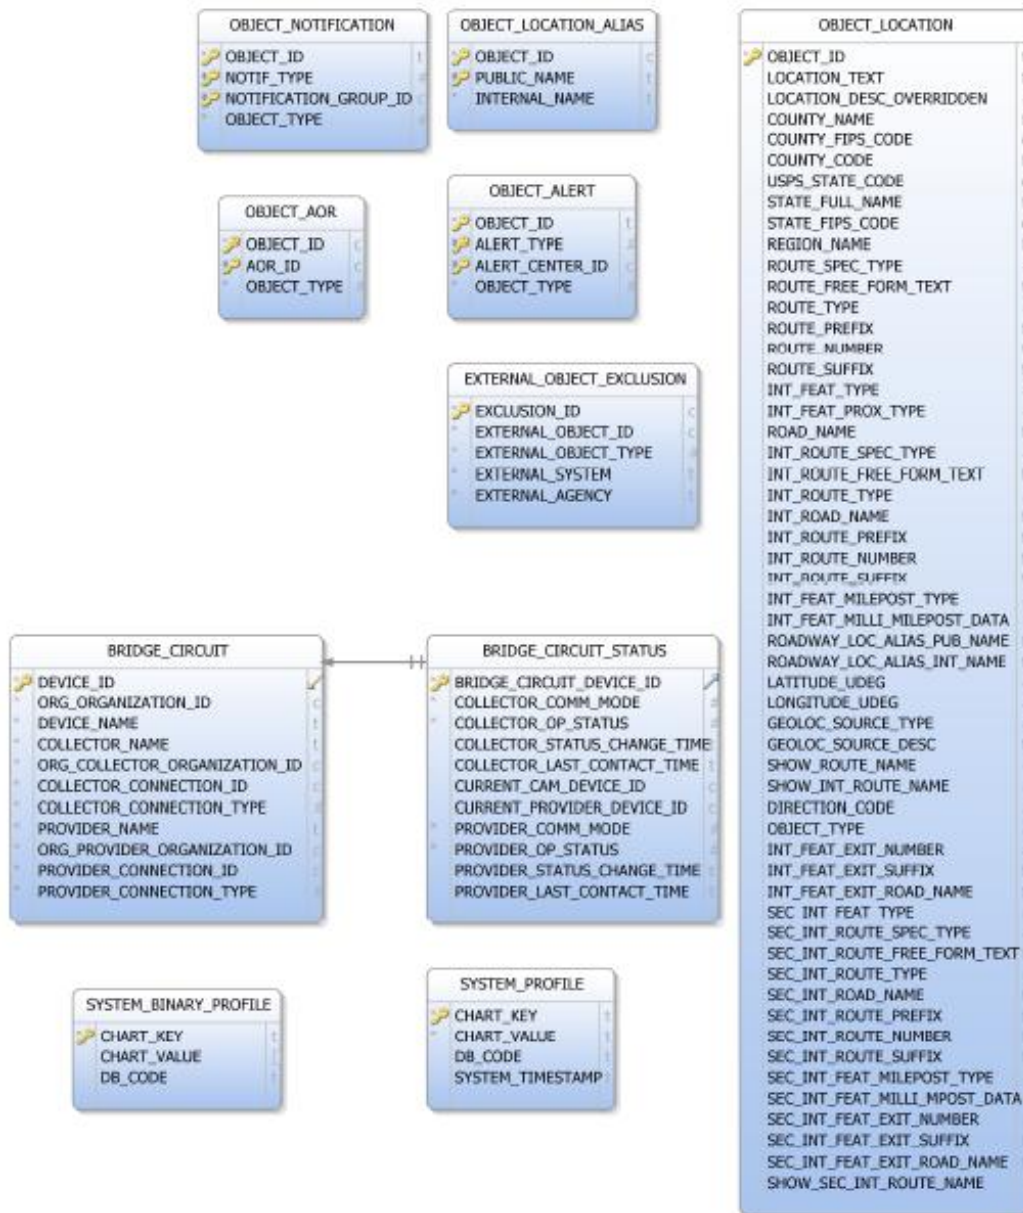 OBJECT_NOTIFICATION
OBJECT_ID
NOTIF_TYPE
NOTIFICATION_GROUP_ID
OBJECT_TYPE
OBJECT_LOCATION_ALIAS
OBJECT_ID
PUBLIC_NAME
INTERNAL_NAME
OBJECT_AOR
OBJECT_ID
AOR_ID
OBJECT_TYPE
OBJECT_ALERT
OBJECT_ID
ALERT_TYPE
ALERT_CENTER_ID
OBJECT_TYPE
EXTERNAL_OBJECT_EXCLUSION
EXCLUSION_ID
EXTERNAL_OBJECT_ID
EXTERNAL_OBJECT_TYPE
EXTERNAL_SYSTEM
EXTERNAL_AGENCY
BRIDGE_CIRCUIT
DEVICE_ID
ORG_ORGANIZATION_ID
DEVICE_NAME
COLLECTOR_NAME
ORG_COLLECTOR_ORGANIZATION_ID
COLLECTOR_CONNECTION_ID
COLLECTOR_CONNECTION_TYPE
PROVIDER_NAME
ORG_PROVIDER_ORGANIZATION_ID
PROVIDER_CONNECTION_ID
PROVIDER_CONNECTION_TYPE
BRIDGE_CIRCUIT_STATUS
BRIDGE_CIRCUIT_DEVICE_ID
COLLECTOR_COMM_MODE
COLLECTOR_OP_STATUS
COLLECTOR_STATUS_CHANGE_TIME
COLLECTOR_LAST_CONTACT_TIME
CURRENT_CAM_DEVICE_ID
CURRENT_PROVIDER_DEVICE_ID
PROVIDER_COMM_MODE
PROVIDER_OP_STATUS
PROVIDER_STATUS_CHANGE_TIME
PROVIDER_LAST_CONTACT_TIME
SYSTEM_BINARY_PROFILE
CHART_KEY
CHART_VALUE
DB_CODE
SYSTEM_PROFILE
CHART_KEY
CHART_VALUE
DB_CODE
SYSTEM_TIMESTAMP
OBJECT_LOCATION
OBJECT_ID
LOCATION_TEXT
LOCATION_DESC_OVERRIDDEN
COUNTY_NAME
COUNTY_FIPS_CODE
COUNTY_CODE
USPS_STATE_CODE
STATE_FULL_NAME
STATE_FIPS_CODE
REGION_NAME
ROUTE_SPEC_TYPE
ROUTE_FREE_FORM_TEXT
ROUTE_TYPE
ROUTE_PREFIX
ROUTE_NUMBER
ROUTE_SUFFIX
INT_FEAT_TYPE
INT_FEAT_PROX_TYPE
ROAD_NAME
INT_ROUTE_SPEC_TYPE
INT_ROUTE_FREE_FORM_TEXT
INT_ROUTE_TYPE
INT_ROAD_NAME
INT_ROUTE_PREFIX
INT_ROUTE_NUMBER
INT_ROUTE_SUFFIX
INT_FEAT_MILEPOST_TYPE
INT_FEAT_MILLI_MILEPOST_DATA
ROADWAY_LOC_ALIAS_PUB_NAME
ROADWAY_LOC_ALIAS_INT_NAME
LATITUDE_UDEG
LONGITUDE_UDEG
GEOLOC_SOURCE_TYPE
GEOLOC_SOURCE_DESC
SHOW_ROUTE_NAME
SHOW_INT_ROUTE_NAME
DIRECTION_CODE
OBJECT_TYPE
INT_FEAT_EXIT_NUMBER
INT_FEAT_EXIT_SUFFIX
INT_FEAT_EXIT_ROAD_NAME
SEC_INT_FEAT_TYPE
SEC_INT_ROUTE_SPEC_TYPE
SEC_INT_ROUTE_FREE_FORM_TEXT
SEC_INT_ROUTE_TYPE
SEC_INT_ROAD_NAME
SEC_INT_ROUTE_PREFIX
SEC_INT_ROUTE_NUMBER
SEC_INT_ROUTE_SUFFIX
SEC_INT_FEAT_MILEPOST_TYPE
SEC_INT_FEAT_MILLI_MPOST_DATA
SEC_INT_FEAT_EXIT_NUMBER
SEC_INT_FEAT_EXIT_SUFFIX
SEC_INT_FEAT_EXIT_ROAD_NAME
SHOW_SEC_INT_ROUTE_NAME